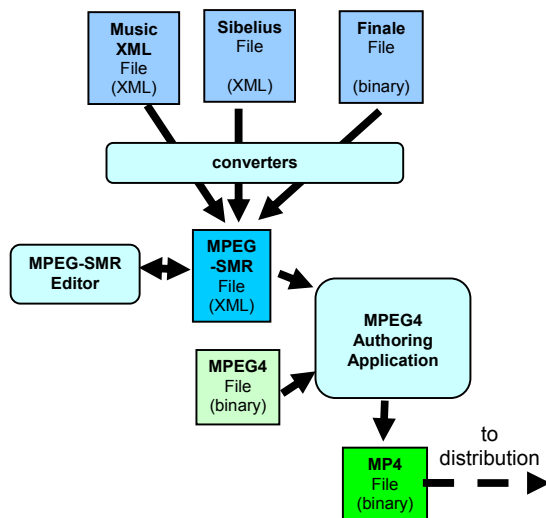 Music
XML
File
(XML)
Sibelius
File
(XML)
Finale
File
(binary)
converters
MPEG-SMR
Editor
MPEG
-SMR
File
(XML)
MPEG4
Authoring
Application
MPEG4
File
(binary)
MP4
File
(binary)
to
distribution